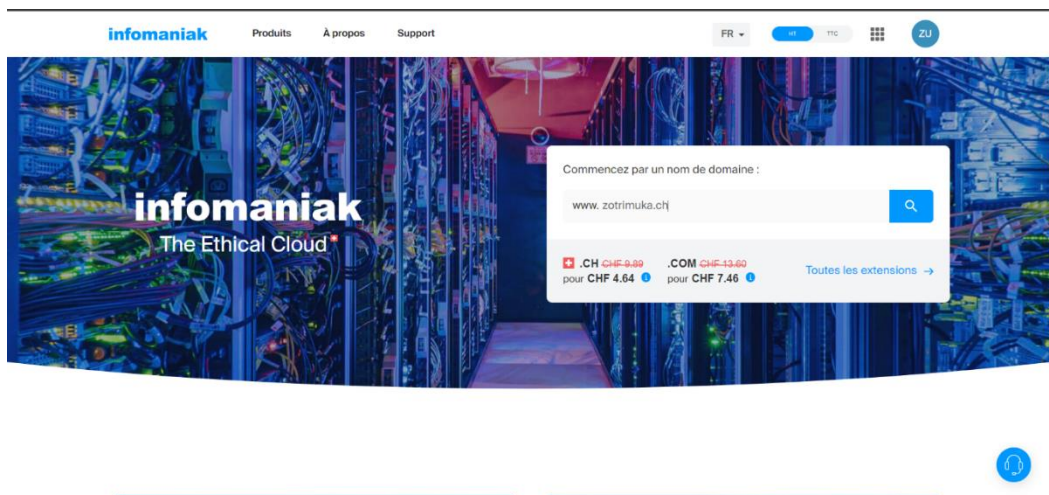 infomaniak Produits À propos Support FR HT TTC ZU
Commencez par un nom de domaine :
www. zotrimuka.ch
infomaniak
The Ethical Cloud
.CH CHF 9.89 .COM CHF 13.60
pour CHF 4.64 pour CHF 7.46 Toutes les extensions →